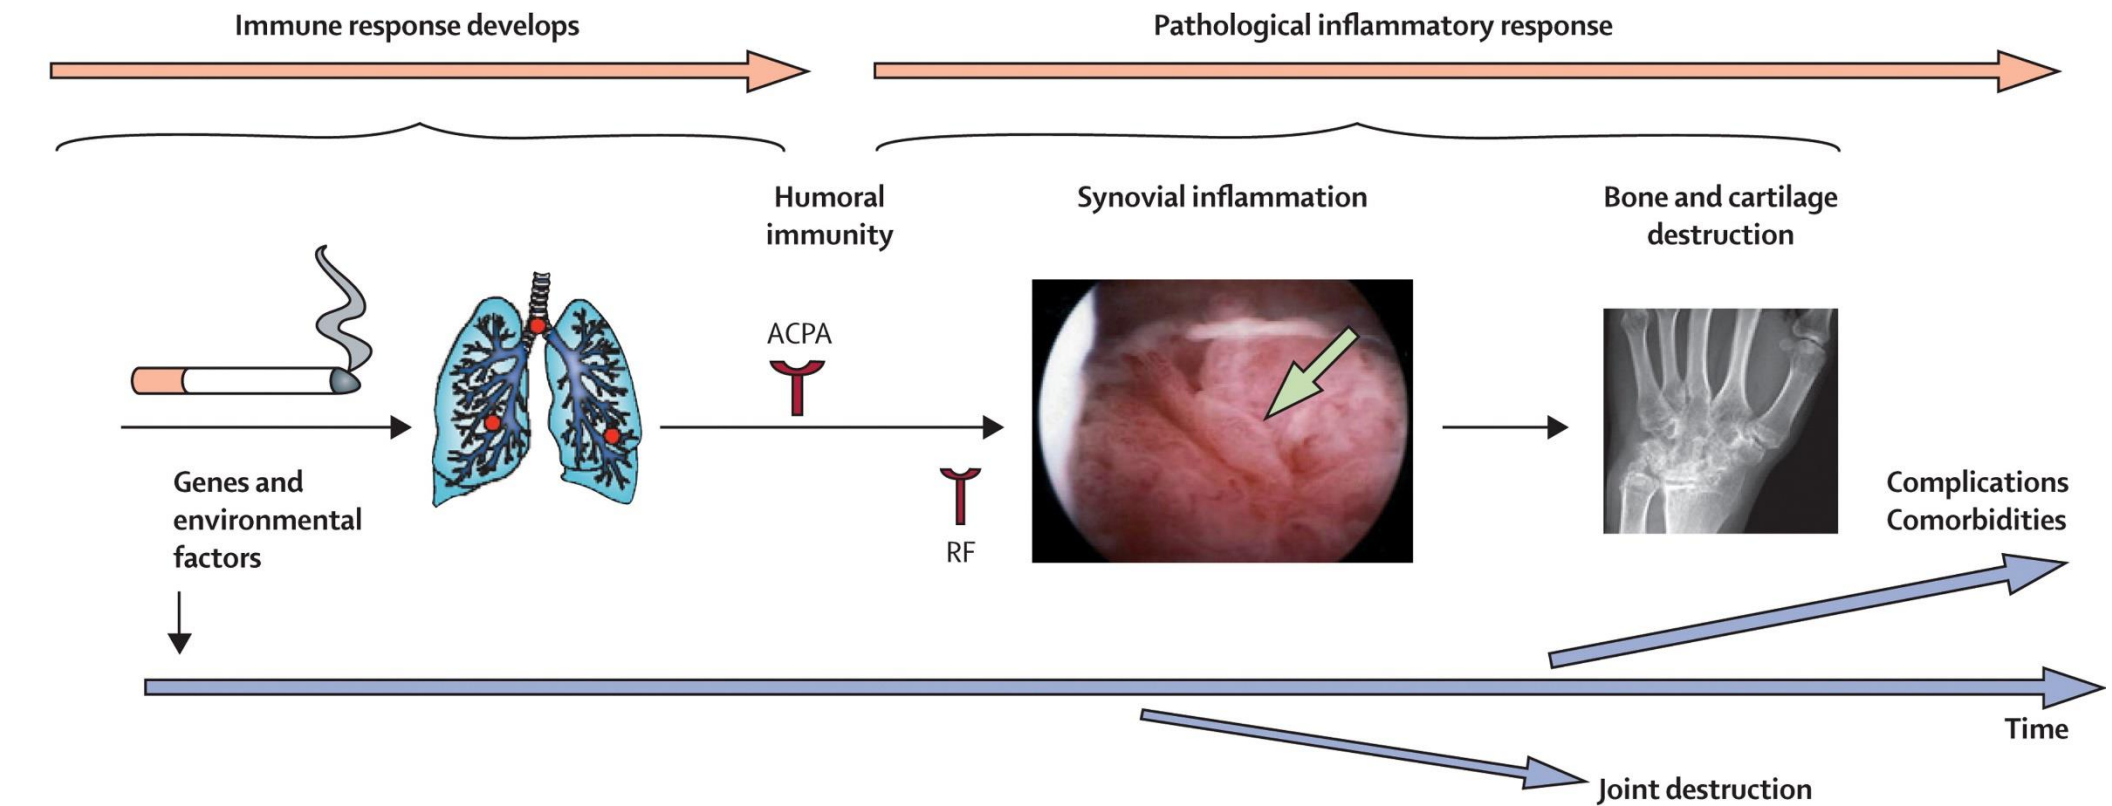 Immune response develops
Pathological inflammatory response
Humoral
immunity
Synovial inflammation
Bone and cartilage
destruction
ACPA
RF
Genes and
environmental
factors
Complications
Comorbidities
Time
Joint destruction